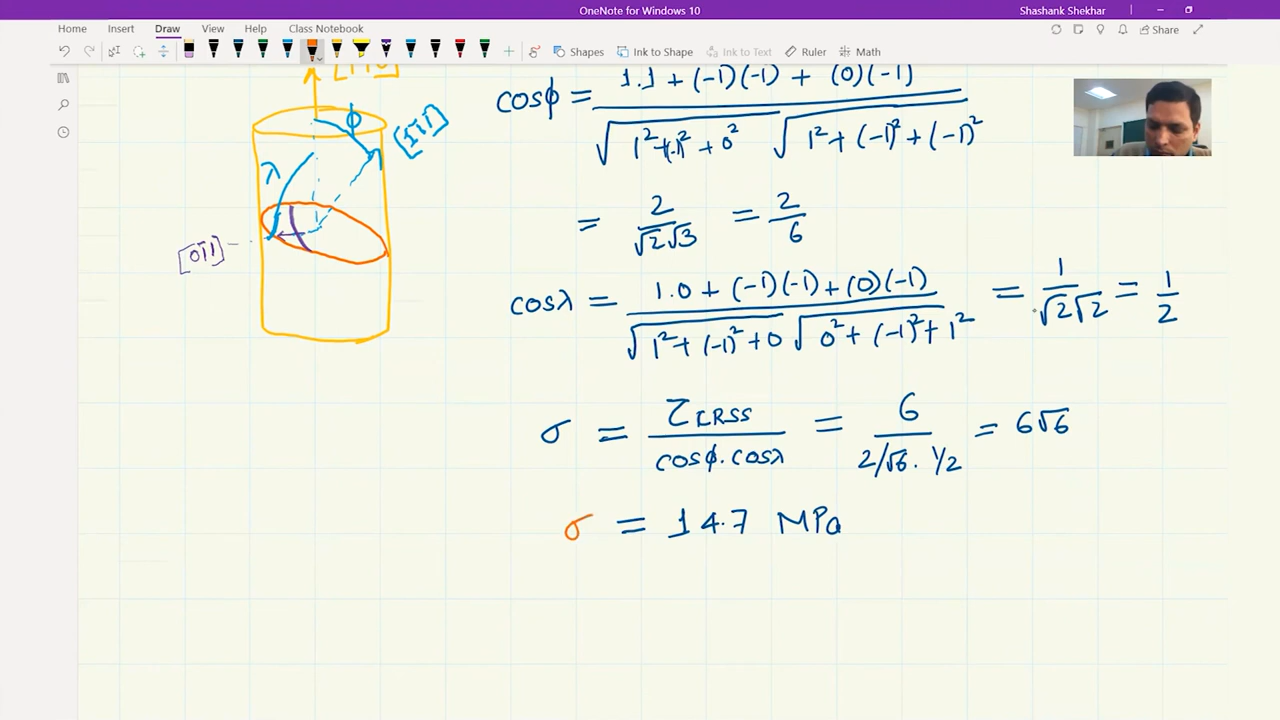 OneNote for Windows 10
Shashank Shekhar
Home Insert Draw View Help Class Notebook
Share
Shapes Ink to Shape Ink to Text Ruler Math
cosϕ = 1.1 + (-1)(-1) + (0)(-1) / √1²+(-1)²+0² √1²+(-1)²+(-1)²
ϕ
[11̄1̄]
λ
= 2/√2√3 = 2/6
[01̄1]
cosλ = 1.0 + (-1)(-1) + (0)(-1) / √1²+(-1)²+0 √0²+(-1)²+1² = 1/√2√2 = 1/2
σ = τCRSS / cosϕ.cosλ = 6 / 2/√6 . 1/2 = 6√6
σ = 14.7 MPa